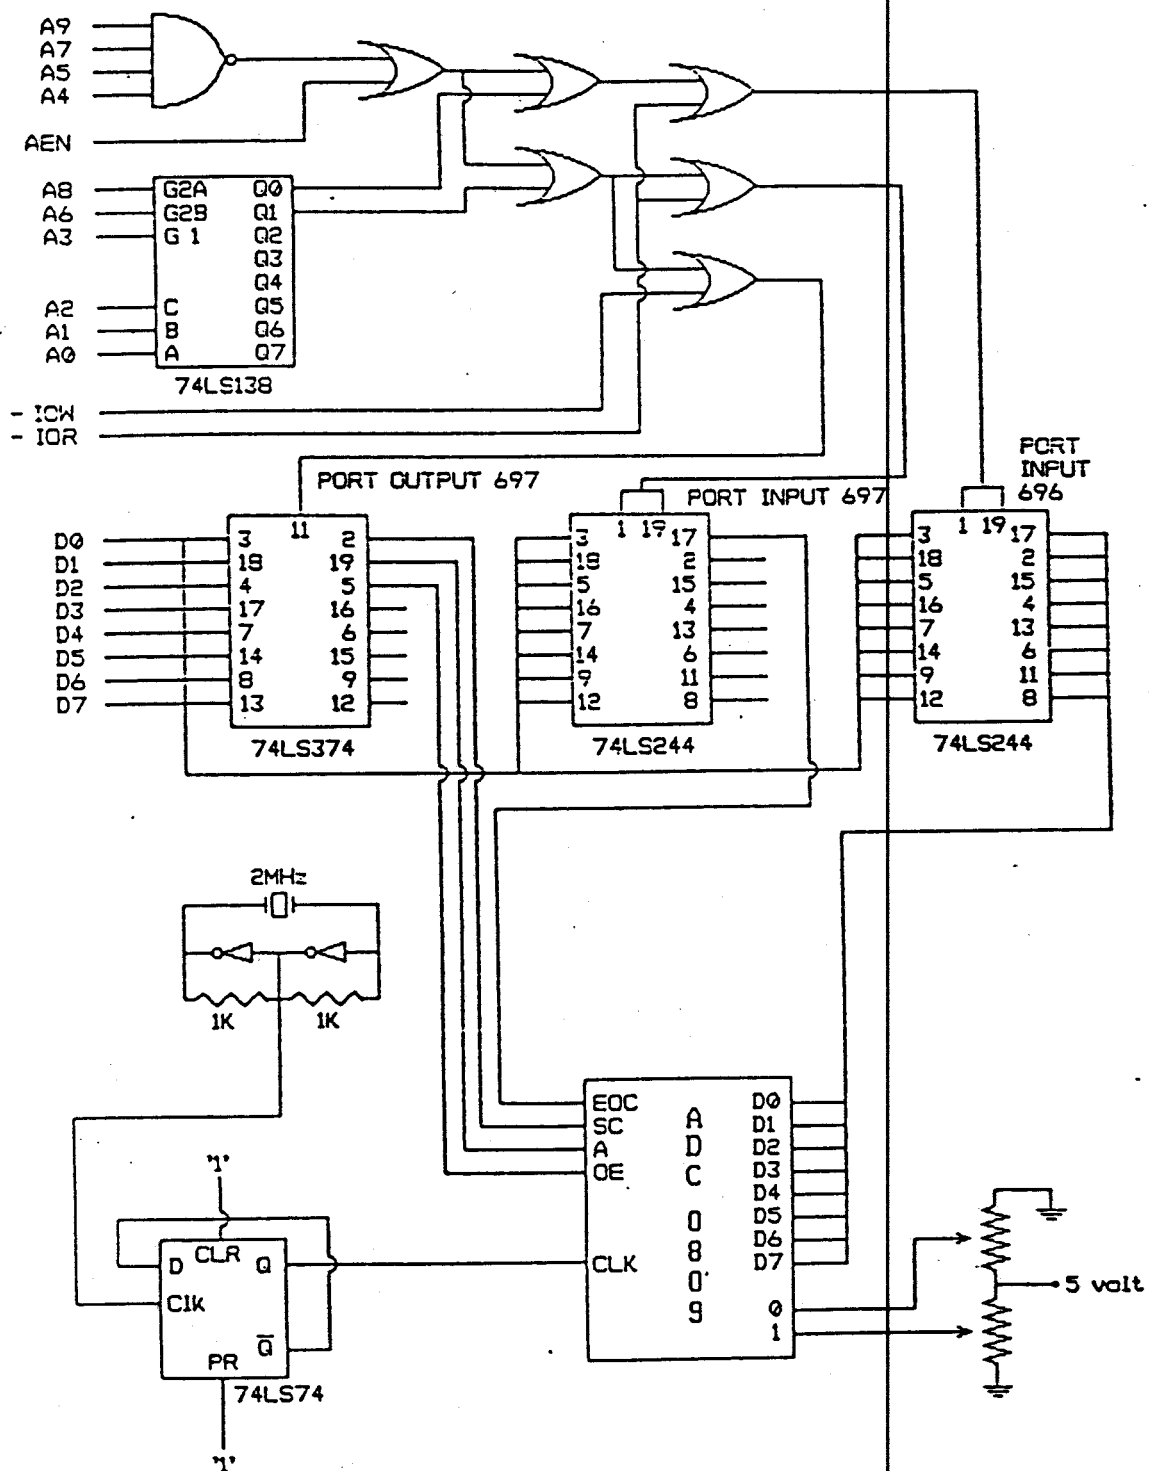 A9
A7
A5
A4
AEN
A8
A6
A3
A2
A1
A0
G2A
G2B
G 1
C
B
A
Q0
Q1
Q2
Q3
Q4
Q5
Q6
Q7
74LS138
- IOW
- IOR
PORT OUTPUT 697
PORT INPUT 697
PORT
INPUT
696
D0
D1
D2
D3
D4
D5
D6
D7
11
3 2
18 19
4 5
17 16
7 6
14 15
8 9
13 12
74LS374
1 19
3 17
18 2
5 15
16 4
7 13
14 6
9 11
12 8
74LS244
1 19
3 17
18 2
5 15
16 4
7 13
14 6
9 11
12 8
74LS244
2MHz
1K 1K
EOC
SC
A
OE
CLK
ADC 0809
D0
D1
D2
D3
D4
D5
D6
D7
0
1
5 volt
'1'
CLR
D Q
Clk
Q̅
PR
74LS74
'1'